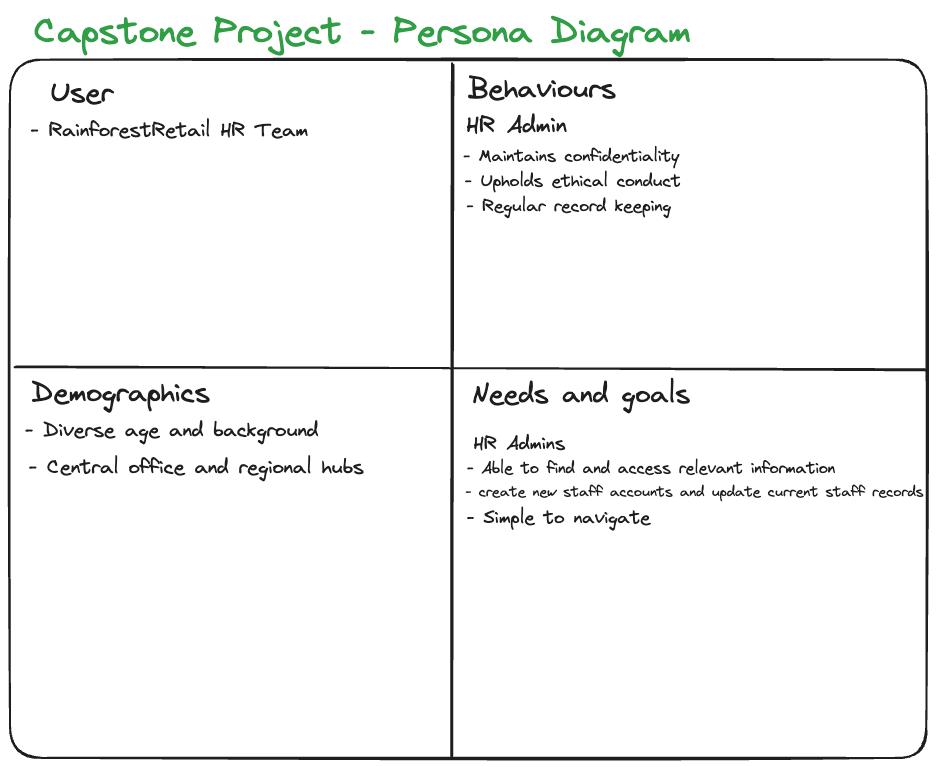 Capstone Project - Persona Diagram
User
- RainforestRetail HR Team
Behaviours
HR Admin
- Maintains confidentiality
- Upholds ethical conduct
- Regular record keeping
Demographics
- Diverse age and background
- Central office and regional hubs
Needs and goals
HR Admins
- Able to find and access relevant information
- create new staff accounts and update current staff records
- Simple to navigate